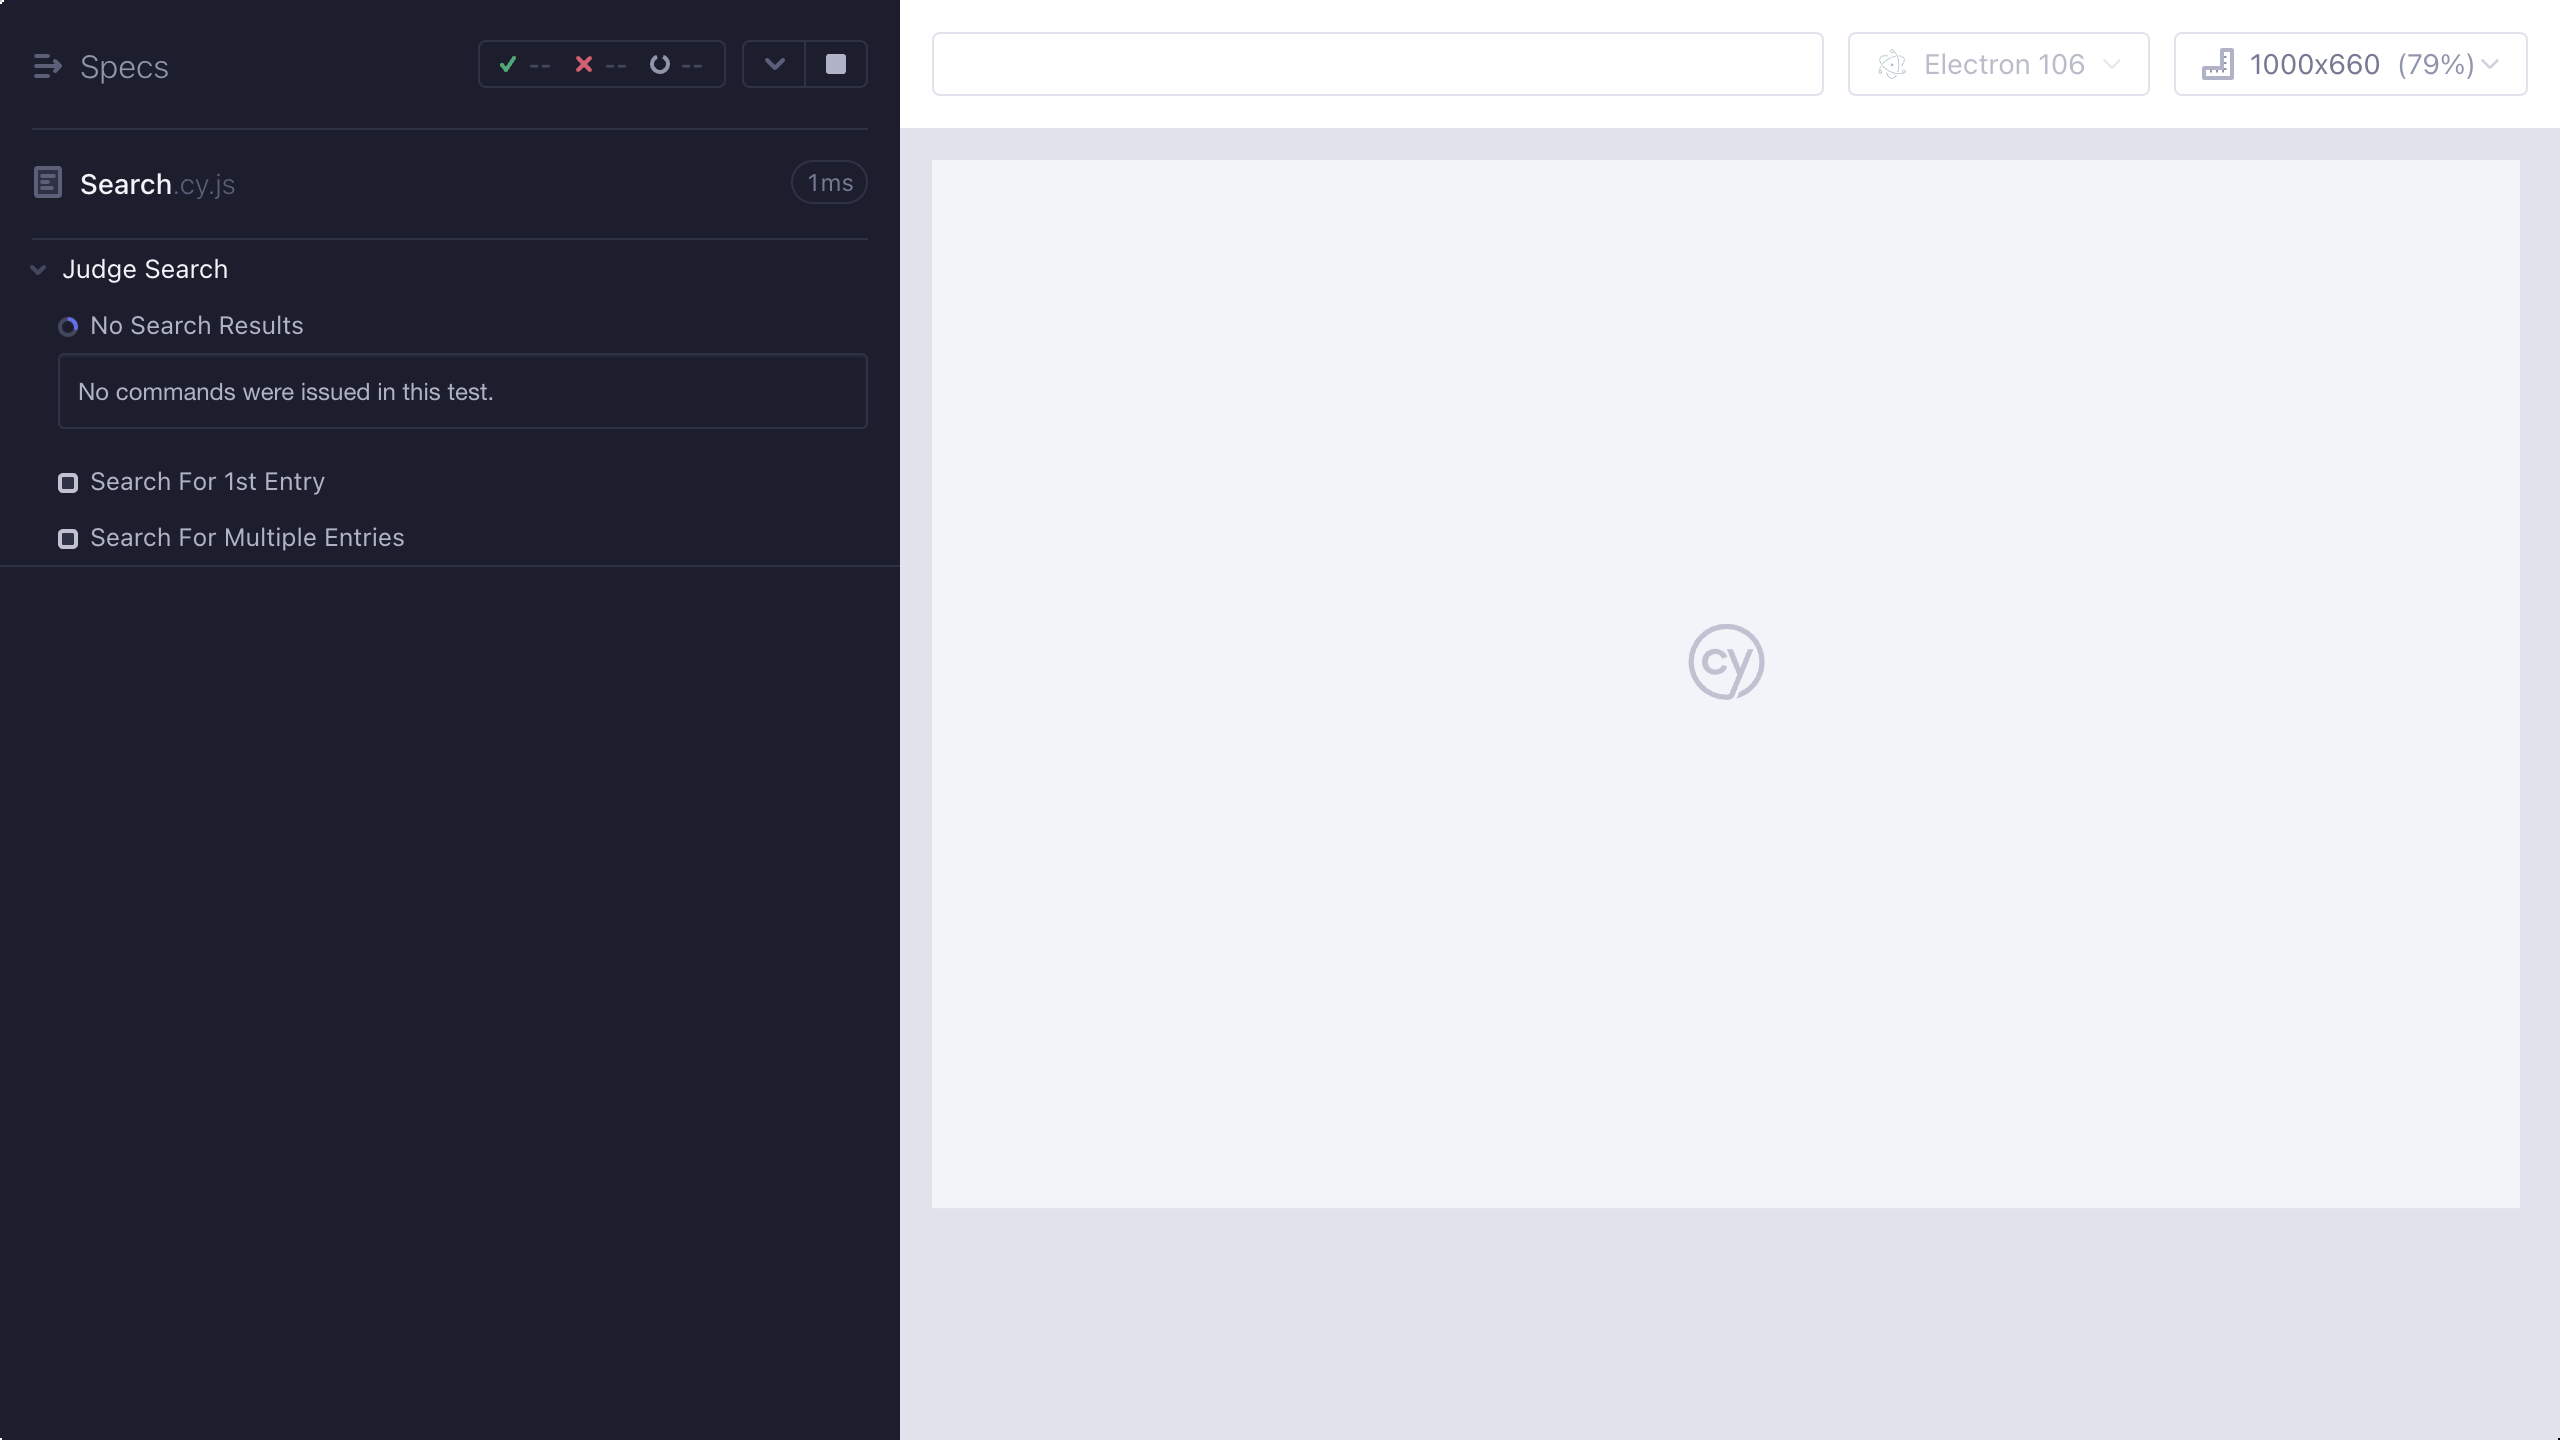 Specs
-- -- --
Search.cy.js
1ms
Judge Search
No Search Results
No commands were issued in this test.
Search For 1st Entry
Search For Multiple Entries
Electron 106
1000x660 (79%)
cy